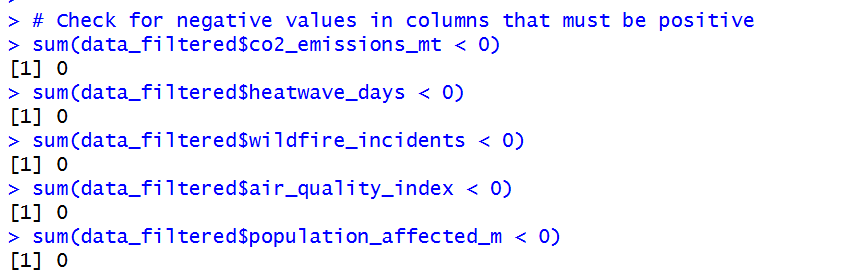 > # Check for negative values in columns that must be positive
> sum(data_filtered$co2_emissions_mt < 0)
[1] 0
> sum(data_filtered$heatwave_days < 0)
[1] 0
> sum(data_filtered$wildfire_incidents < 0)
[1] 0
> sum(data_filtered$air_quality_index < 0)
[1] 0
> sum(data_filtered$population_affected_m < 0)
[1] 0